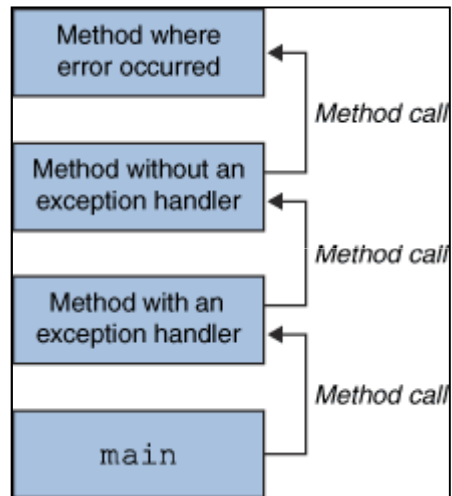 Method where
error occurred
Method call
Method without an
exception handler
Method call
Method with an
exception handler
Method call
main